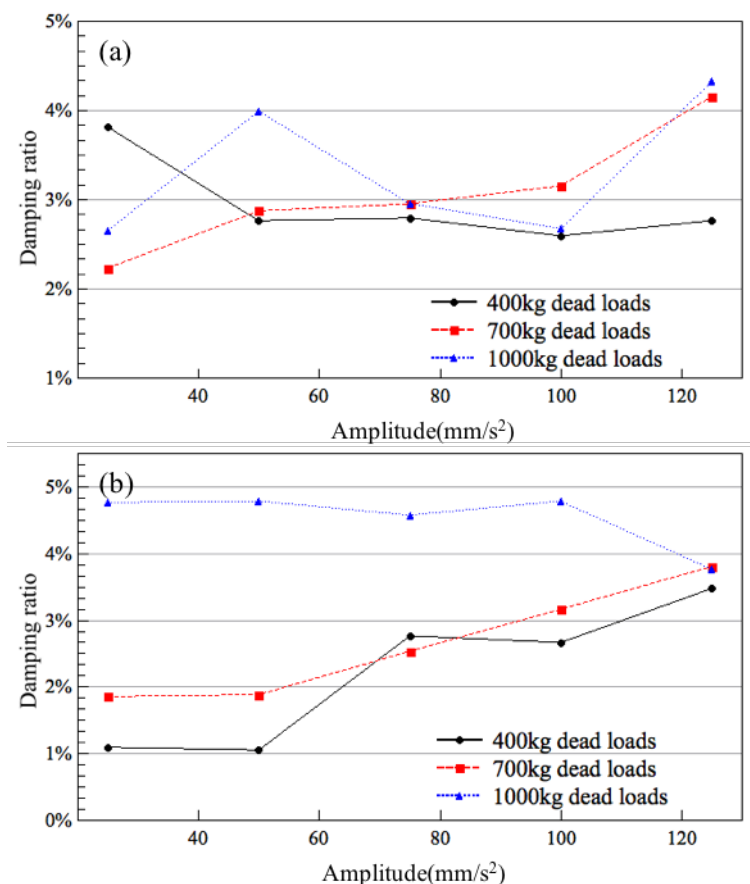 (a)
5%
4%
3%
2%
1%
Damping ratio
400kg dead loads
700kg dead loads
1000kg dead loads
40 60 80 100 120
Amplitude(mm/s²)
(b)
5%
4%
3%
2%
1%
0%
Damping ratio
400kg dead loads
700kg dead loads
1000kg dead loads
40 60 80 100 120
Amplitude(mm/s²)